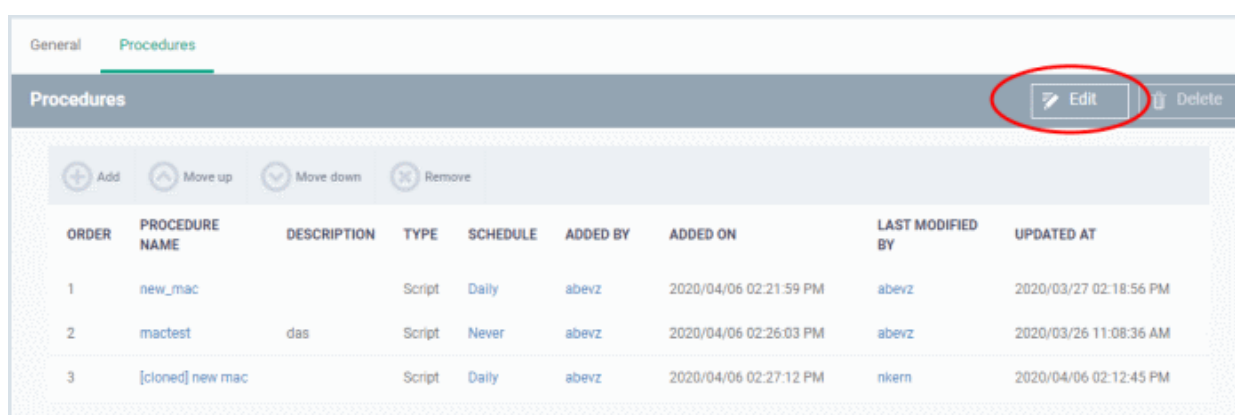 General Procedures
Procedures Edit Delete
Add Move up Move down Remove
ORDER PROCEDURE NAME DESCRIPTION TYPE SCHEDULE ADDED BY ADDED ON LAST MODIFIED BY UPDATED AT
1 new_mac Script Daily abevz 2020/04/06 02:21:59 PM abevz 2020/03/27 02:18:56 PM
2 mactest das Script Never abevz 2020/04/06 02:26:03 PM abevz 2020/03/26 11:08:36 AM
3 [cloned] new mac Script Daily abevz 2020/04/06 02:27:12 PM nkern 2020/04/06 02:12:45 PM